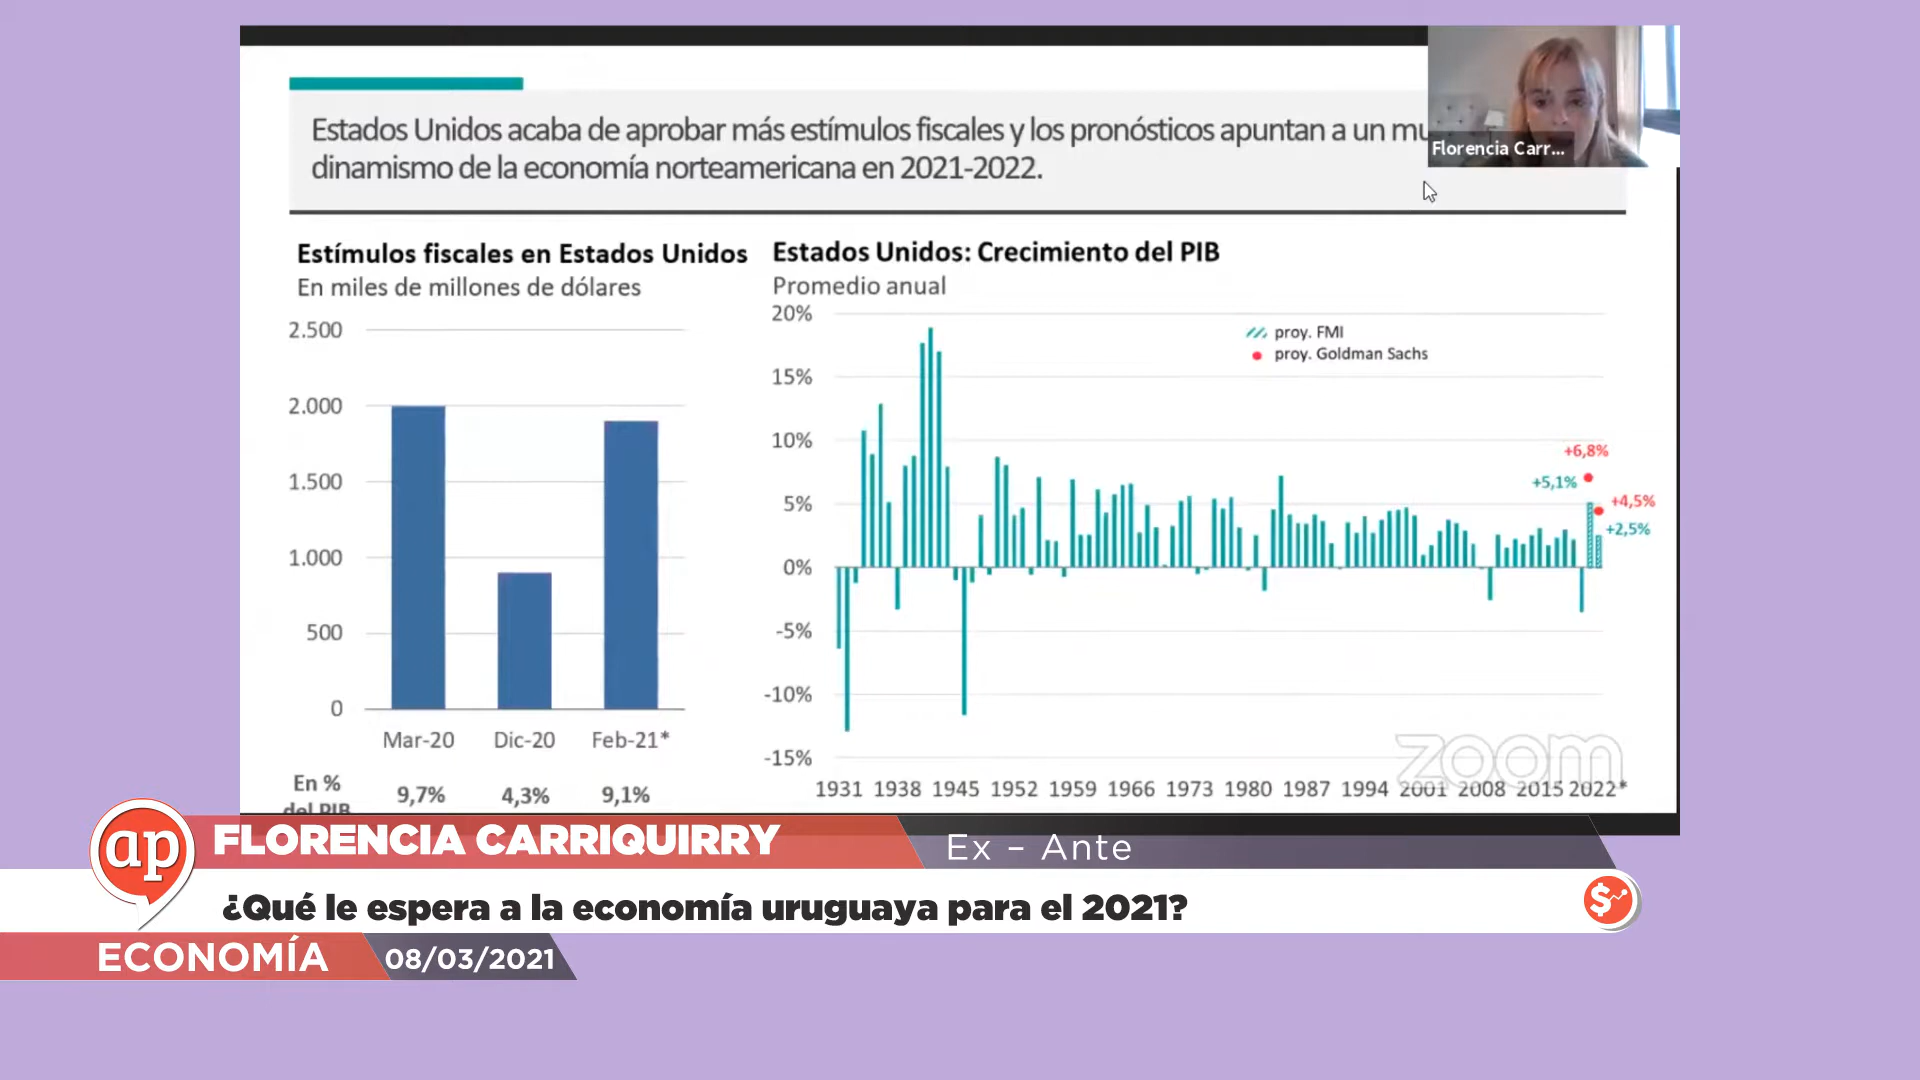 Estados Unidos acaba de aprobar más estímulos fiscales y los pronósticos apuntan a un
dinamismo de la economía norteamericana en 2021-2022.
Florencia Carr...
Estímulos fiscales en Estados Unidos
En miles de millones de dólares
2.500
2.000
1.500
1.000
500
0
Mar-20 Dic-20 Feb-21*
En %
del PIB
9,7% 4,3% 9,1%
Estados Unidos: Crecimiento del PIB
Promedio anual
20%
15%
10%
5%
0%
-5%
-10%
-15%
proy. FMI
proy. Goldman Sachs
+6,8%
+5,1%
+4,5%
+2,5%
1931 1938 1945 1952 1959 1966 1973 1980 1987 1994 2001 2008 2015 2022*
zoom
ap
FLORENCIA CARRIQUIRRY
Ex – Ante
¿Qué le espera a la economía uruguaya para el 2021?
$
ECONOMÍA
08/03/2021